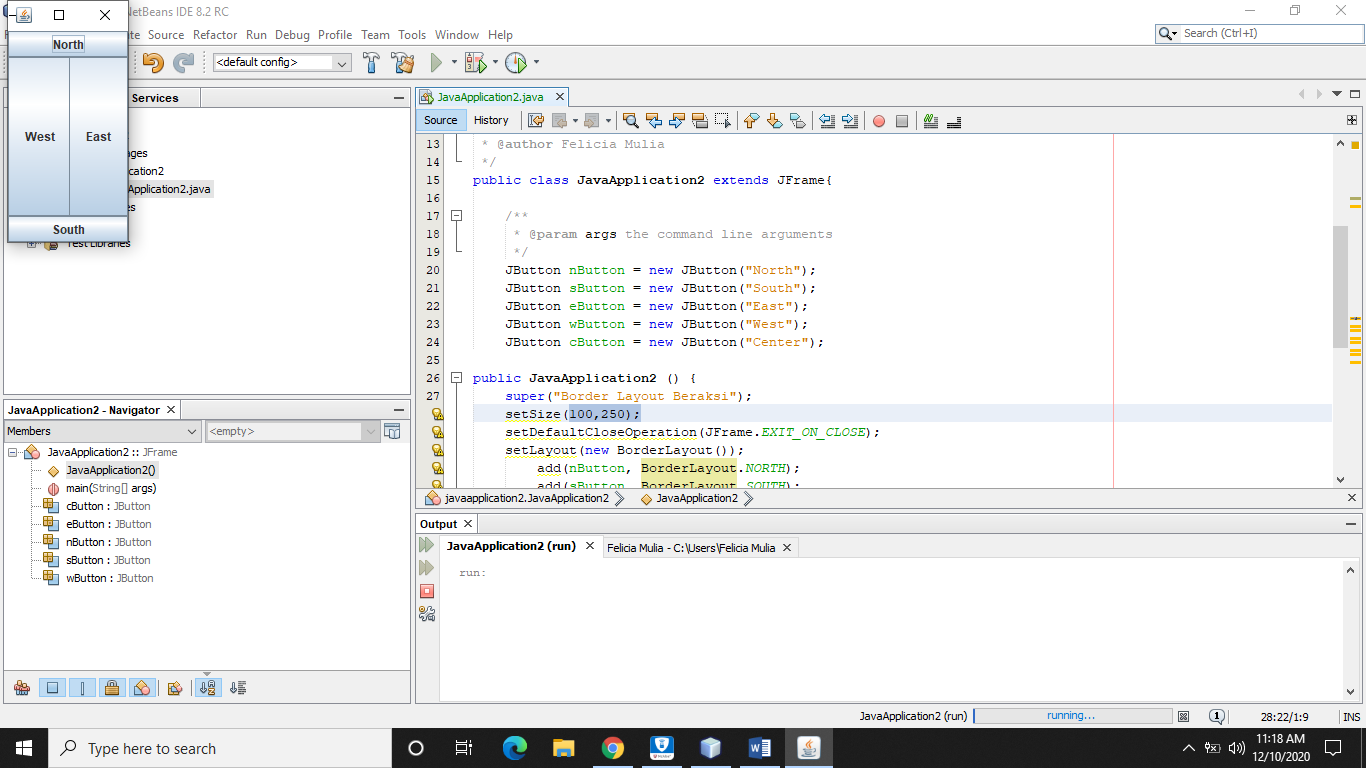 NetBeans IDE 8.2 RC
Source Refactor Run Debug Profile Team Tools Window Help
Search (Ctrl+I)
North
West
East
South
<default config>
Services
Application2.java
Test Libraries
JavaApplication2 - Navigator
Members
<empty>
JavaApplication2 :: JFrame
JavaApplication2()
main(String[] args)
cButton : JButton
eButton : JButton
nButton : JButton
sButton : JButton
wButton : JButton
JavaApplication2.java
Source History
13 * @author Felicia Mulia
14 */
15 public class JavaApplication2 extends JFrame{
16
17 /**
18 * @param args the command line arguments
19 */
20 JButton nButton = new JButton("North");
21 JButton sButton = new JButton("South");
22 JButton eButton = new JButton("East");
23 JButton wButton = new JButton("West");
24 JButton cButton = new JButton("Center");
25
26 public JavaApplication2 () {
27 super("Border Layout Beraksi");
setSize(100,250);
setDefaultCloseOperation(JFrame.EXIT_ON_CLOSE);
setLayout(new BorderLayout());
add(nButton, BorderLayout.NORTH);
add(sButton, BorderLayout.SOUTH);
javaapplication2.JavaApplication2 JavaApplication2
Output
JavaApplication2 (run) Felicia Mulia - C:\Users\Felicia Mulia
run:
JavaApplication2 (run) running... 1 28:22/1:9 INS
Type here to search
11:18 AM
12/10/2020